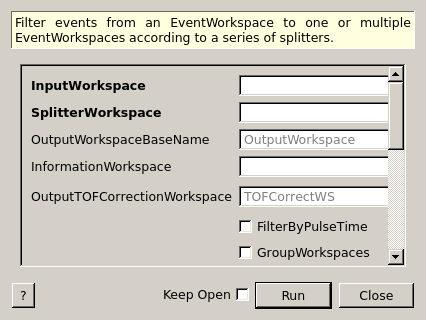 Filter events from an EventWorkspace to one or multiple
EventWorkspaces according to a series of splitters.
InputWorkspace
SplitterWorkspace
OutputWorkspaceBaseName OutputWorkspace
InformationWorkspace
OutputTOFCorrectionWorkspace TOFCorrectWS
FilterByPulseTime
GroupWorkspaces
? Keep Open Run Close